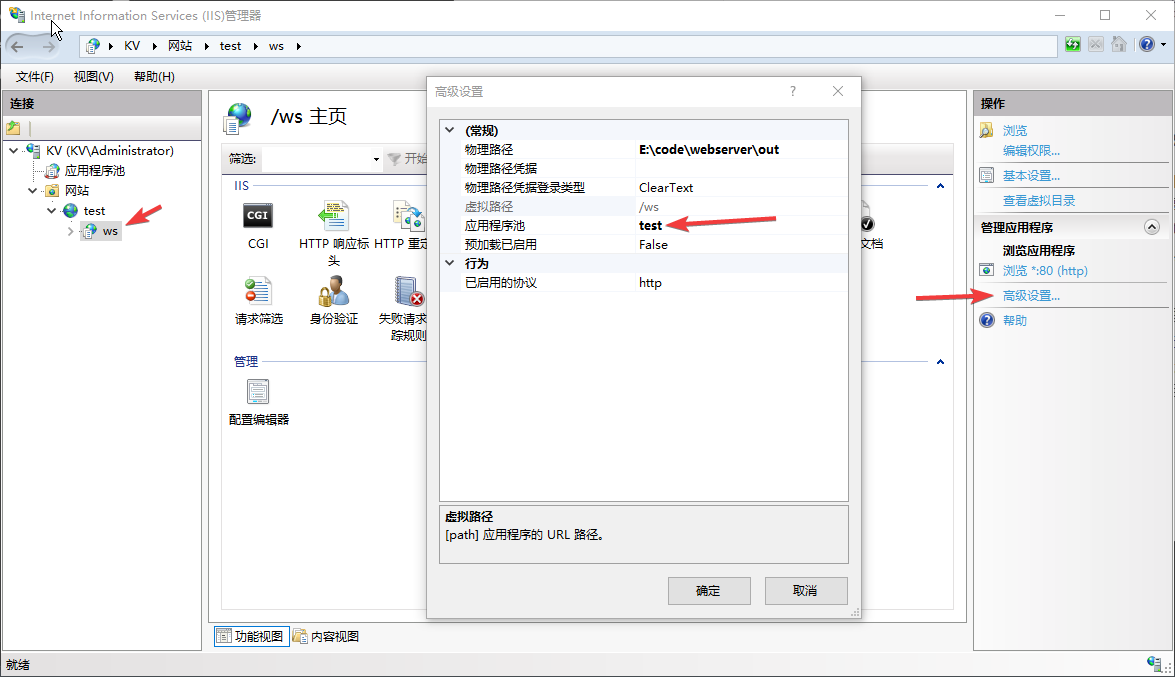 Internet Information Services (IIS)管理器
KV
网站
test
ws
文件(F)
视图(V)
帮助(H)
连接
KV (KV\Administrator)
应用程序池
网站
test
ws
/ws 主页
筛选:
开始
IIS
CGI
CGI
HTTP 响应标
头
HTTP 重定
文档
请求筛选
身份验证
失败请求
踪规则
管理
配置编辑器
功能视图
内容视图
高级设置
?
(常规)
物理路径
E:\code\webserver\out
物理路径凭据
物理路径凭据登录类型
ClearText
虚拟路径
/ws
应用程序池
test
预加载已启用
False
行为
已启用的协议
http
虚拟路径
[path] 应用程序的 URL 路径。
确定
取消
操作
浏览
编辑权限...
基本设置...
查看虚拟目录
管理应用程序
浏览应用程序
浏览 *:80 (http)
高级设置...
帮助
就绪